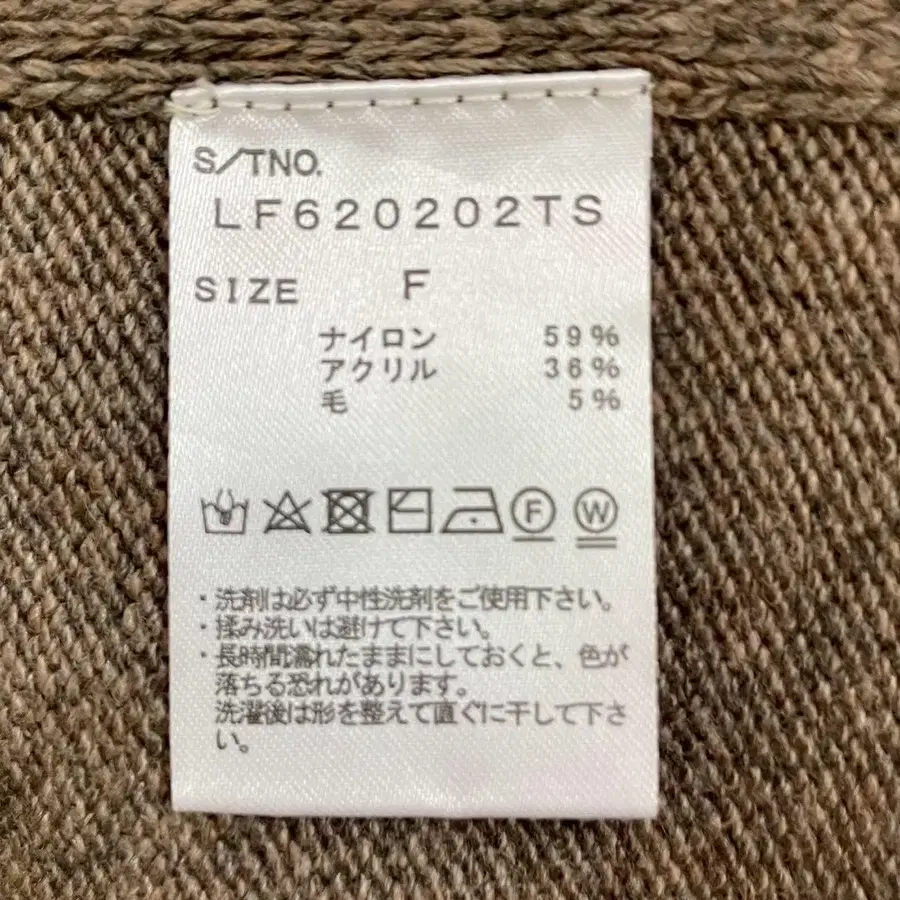 S/TNO.
LF620202TS
SIZE F
ナイロン 59%
アクリル 36%
毛 5%
F W
・洗剤は必ず中性洗剤をご使用下さい。
・揉み洗いは避けて下さい。
・長時間濡れたままにしておくと、色が
落ちる恐れがあります。
洗濯後は形を整えて直ぐに干して下さ
い。